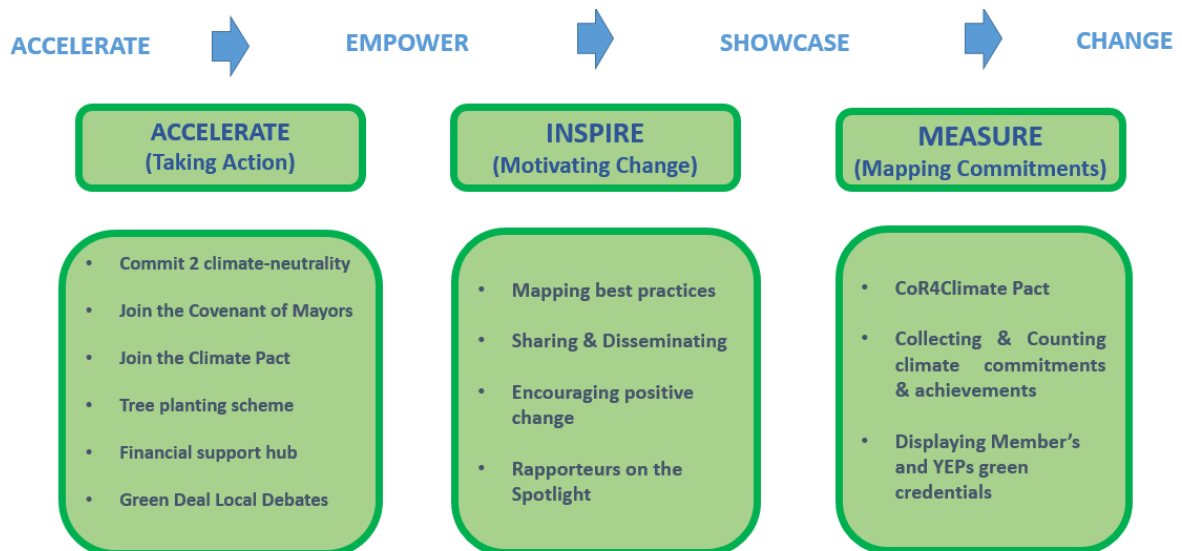 ACCELERATE
EMPOWER
SHOWCASE
CHANGE
ACCELERATE
(Taking Action)
INSPIRE
(Motivating Change)
MEASURE
(Mapping Commitments)
• Commit 2 climate-neutrality
• Join the Covenant of Mayors
• Join the Climate Pact
• Tree planting scheme
• Financial support hub
• Green Deal Local Debates
• Mapping best practices
• Sharing & Disseminating
• Encouraging positive
change
• Rapporteurs on the
Spotlight
• CoR4Climate Pact
• Collecting & Counting
climate commitments
& achievements
• Displaying Member's
and YEPs green
credentials